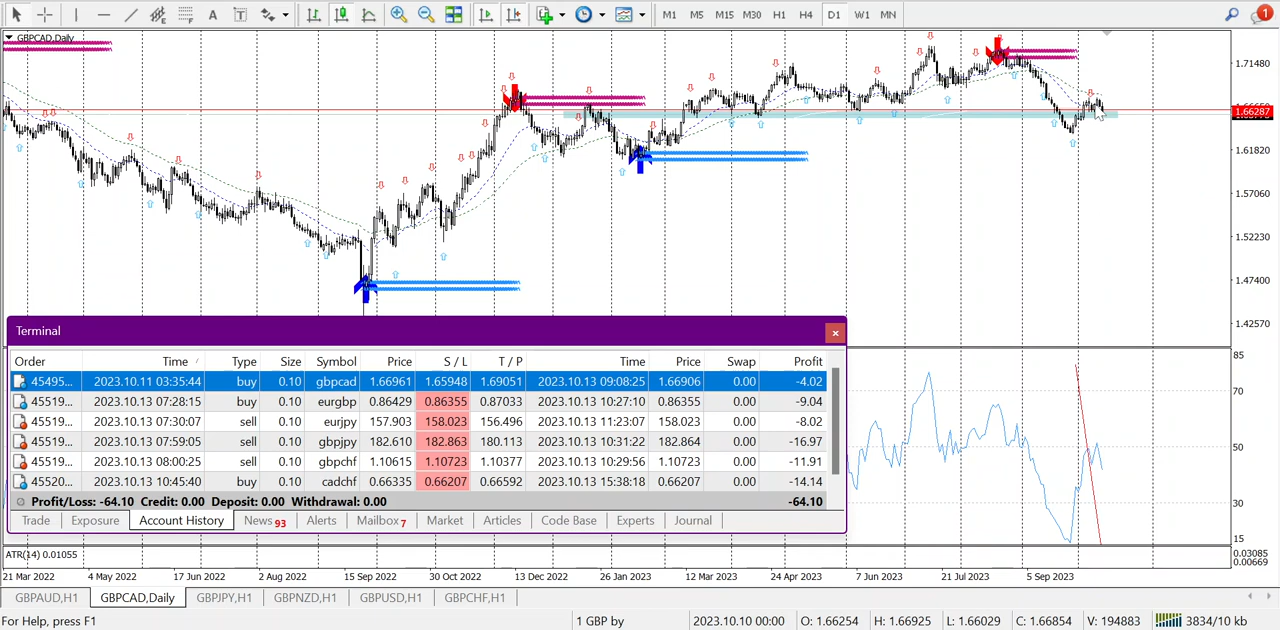 A T M1 M5 M15 M30 H1 H4 D1 W1 MN 1
GBPCAD,Daily
1.71480
1.66287
1.61820
1.57060
1.52230
1.47400
1.42570
Terminal ×
Order Time / Type Size Symbol Price S / L T / P Time Price Swap Profit
45495... 2023.10.11 03:35:44 buy 0.10 gbpcad 1.66961 1.65948 1.69051 2023.10.13 09:08:25 1.66906 0.00 -4.02
45519... 2023.10.13 07:28:15 buy 0.10 eurgbp 0.86429 0.86355 0.87033 2023.10.13 10:27:10 0.86355 0.00 -9.04
45519... 2023.10.13 07:30:07 sell 0.10 eurjpy 157.903 158.023 156.496 2023.10.13 11:23:07 158.023 0.00 -8.02
45519... 2023.10.13 07:59:05 sell 0.10 gbpjpy 182.610 182.863 180.113 2023.10.13 10:31:22 182.864 0.00 -16.97
45519... 2023.10.13 08:00:25 sell 0.10 gbpchf 1.10615 1.10723 1.10377 2023.10.13 10:29:56 1.10723 0.00 -11.91
45520... 2023.10.13 10:45:40 buy 0.10 cadchf 0.66335 0.66207 0.66592 2023.10.13 15:38:18 0.66207 0.00 -14.14
Profit/Loss: -64.10 Credit: 0.00 Deposit: 0.00 Withdrawal: 0.00 -64.10
Trade Exposure Account History News 93 Alerts Mailbox 7 Market Articles Code Base Experts Journal
85
70
50
30
15
ATR(14) 0.01055
0.03085
0.00669
21 Mar 2022 4 May 2022 17 Jun 2022 2 Aug 2022 15 Sep 2022 30 Oct 2022 13 Dec 2022 26 Jan 2023 12 Mar 2023 24 Apr 2023 7 Jun 2023 21 Jul 2023 5 Sep 2023
GBPAUD,H1 GBPCAD,Daily GBPJPY,H1 GBPNZD,H1 GBPUSD,H1 GBPCHF,H1
For Help, press F1 1 GBP by 2023.10.10 00:00 O: 1.66254 H: 1.66925 L: 1.66029 C: 1.66854 V: 194883 3834/10 kb